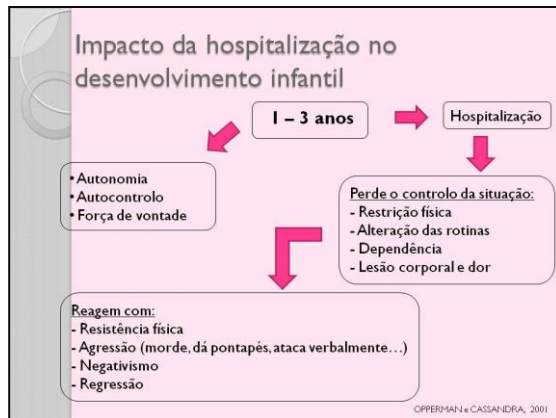 Impacto da hospitalização no
desenvolvimento infantil
1 – 3 anos
Hospitalização
• Autonomia
• Autocontrolo
• Força de vontade
Perde o controlo da situação:
- Restrição física
- Alteração das rotinas
- Dependência
- Lesão corporal e dor
Reagem com:
- Resistência física
- Agressão (morde, dá pontapés, ataca verbalmente...)
- Negativismo
- Regressão
OPPERMAN e CASSANDRA, 2001